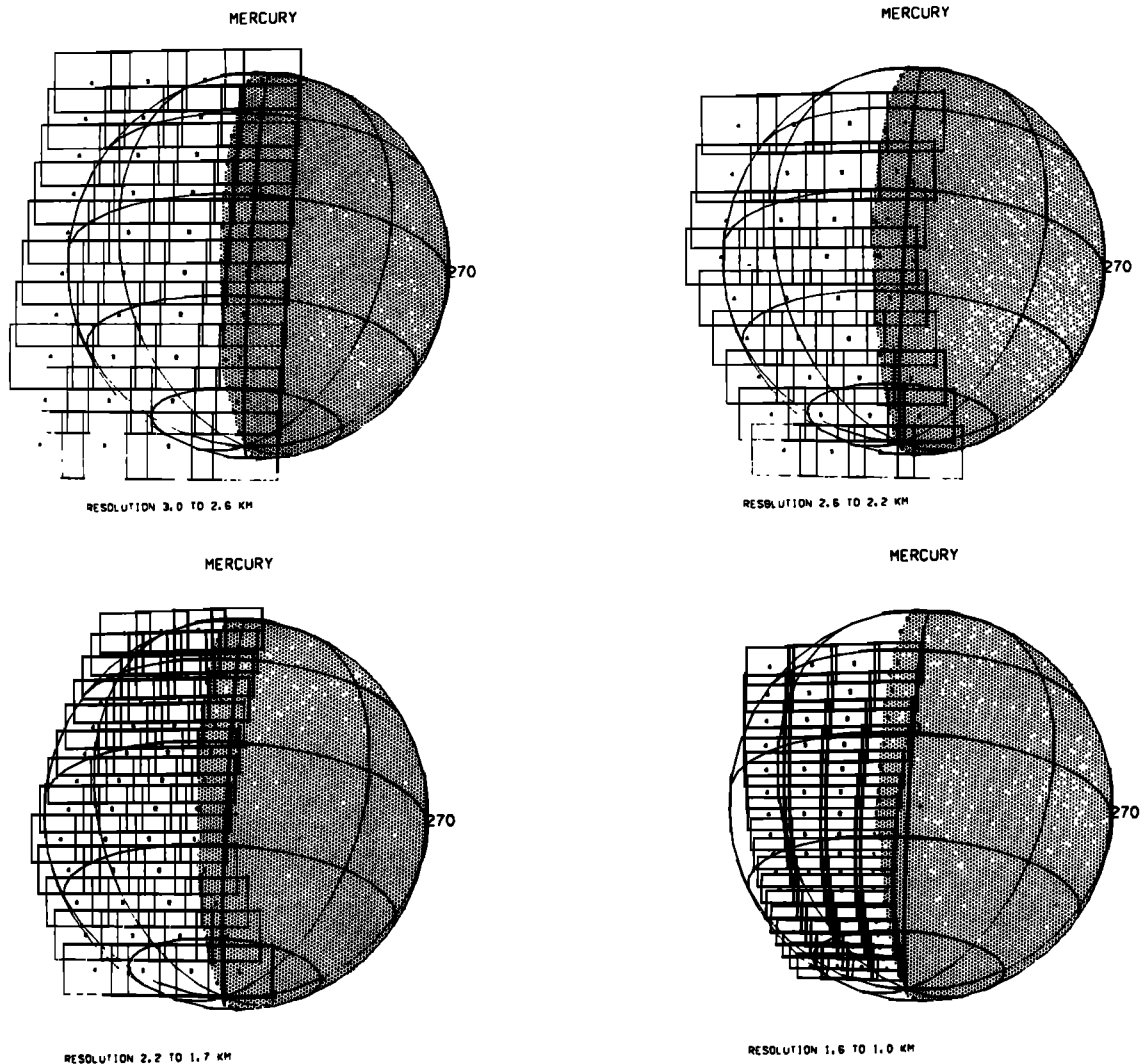 MERCURY
MERCURY
270
270
RESOLUTION 3.0 TO 2.6 KM
RESOLUTION 2.6 TO 2.2 KM
MERCURY
MERCURY
270
270
RESOLUTION 2.2 TO 1.7 KM
RESOLUTION 1.6 TO 1.0 KM